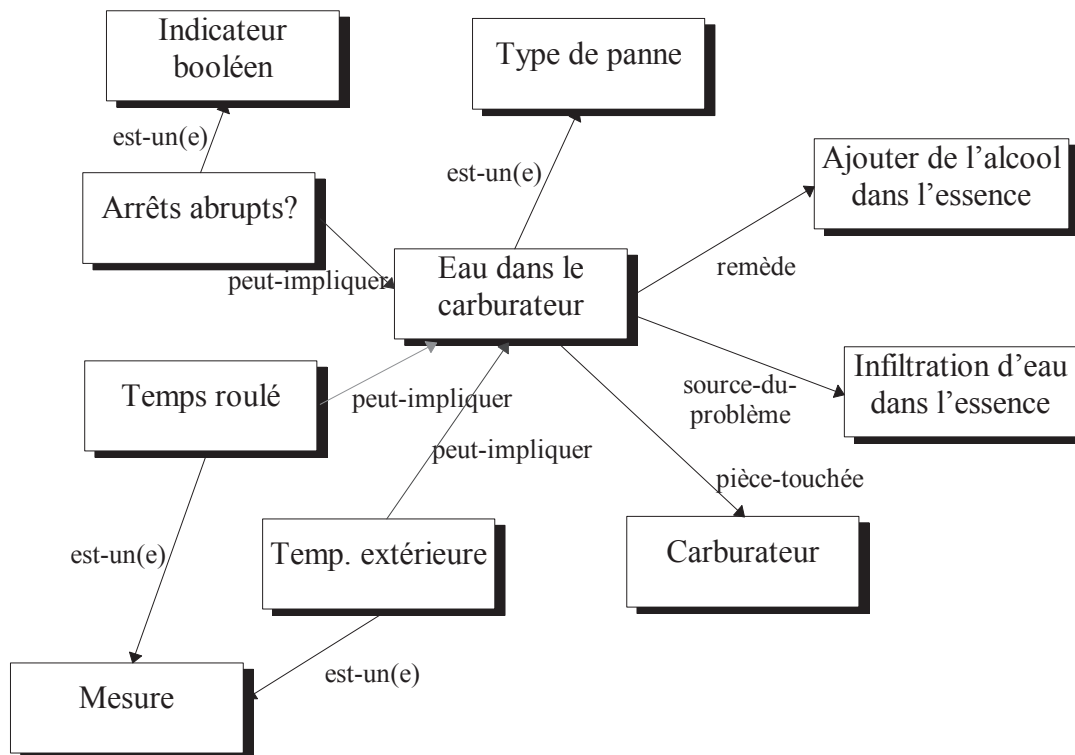 Indicateur
booléen
Type de panne
est-un(e)
est-un(e)
Ajouter de l’alcool
dans l’essence
Arrêts abrupts?
peut-impliquer
Eau dans le
carburateur
remède
Temps roulé
peut-impliquer
source-du-
problème
Infiltration d’eau
dans l’essence
peut-impliquer
pièce-touchée
est-un(e)
Temp. extérieure
Carburateur
est-un(e)
Mesure